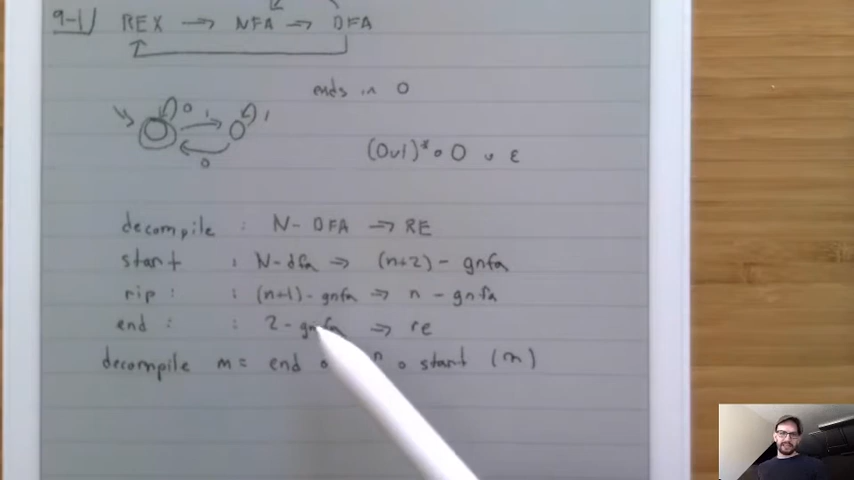 9-1/ REX → NFA → DFA
ends in 0
0 1 1
0
(0∪1)*∘0 ∪ ε
decompile : N- DFA → RE
start : N-dfa → (n+2) - gnfa
rip : : (n+1) - gnfa → n - gnfa
end : : 2 - gnfa → re
decompile m = end ∘ n ∘ start (m)